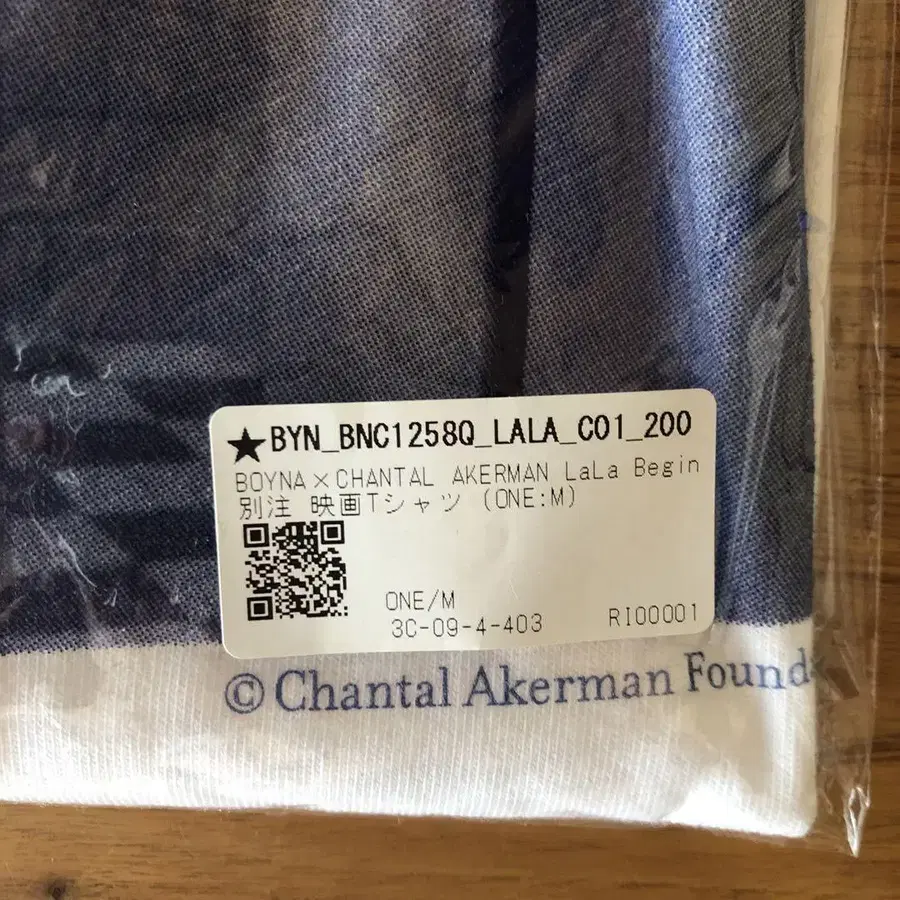 ★BYN_BNC1258Q_LALA_C01_200
BOYNA×CHANTAL AKERMAN LaLa Begin
別注 映画Tシャツ (ONE:M)
ONE/M
3C-09-4-403 RI00001
© Chantal Akerman Found